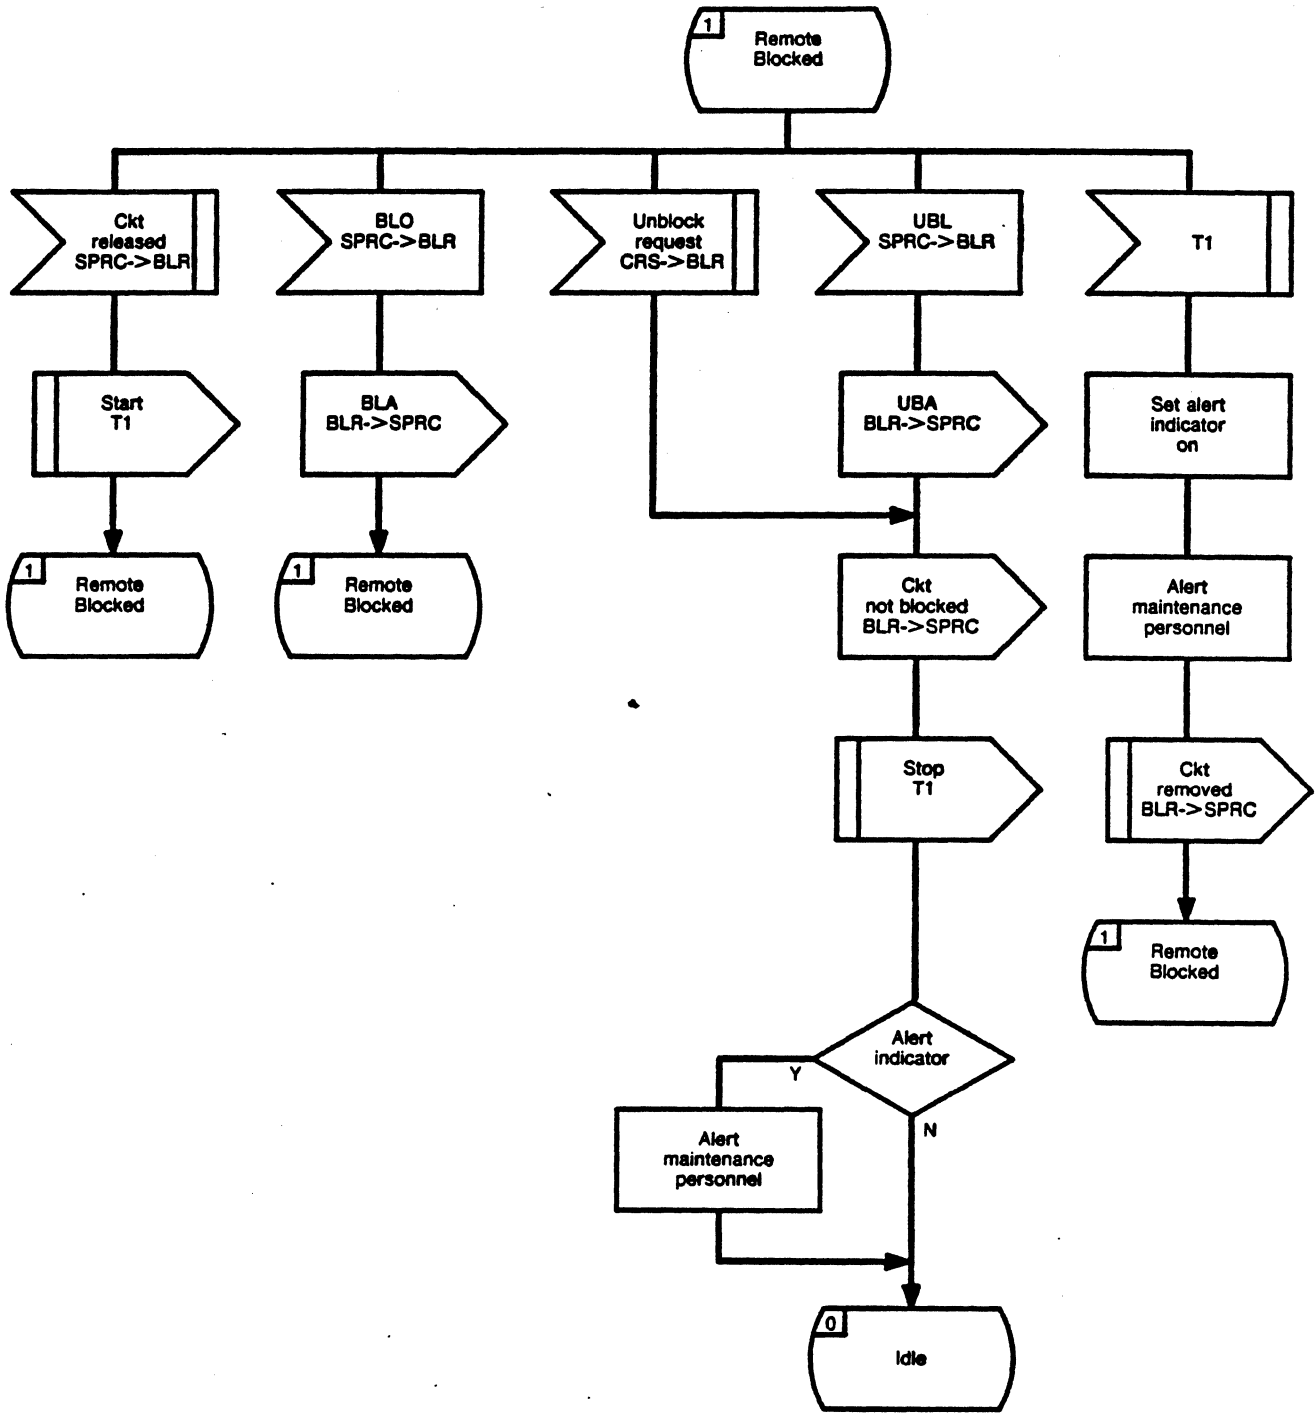 1
Remote
Blocked
Ckt
released
SPRC->BLR
BLO
SPRC->BLR
Unblock
request
CRS->BLR
UBL
SPRC->BLR
T1
Start
T1
BLA
BLR->SPRC
UBA
BLR->SPRC
Set alert
indicator
on
1
Remote
Blocked
1
Remote
Blocked
Ckt
not blocked
BLR->SPRC
Alert
maintenance
personnel
Stop
T1
Ckt
removed
BLR->SPRC
1
Remote
Blocked
Alert
indicator
Y
N
Alert
maintenance
personnel
0
Idle